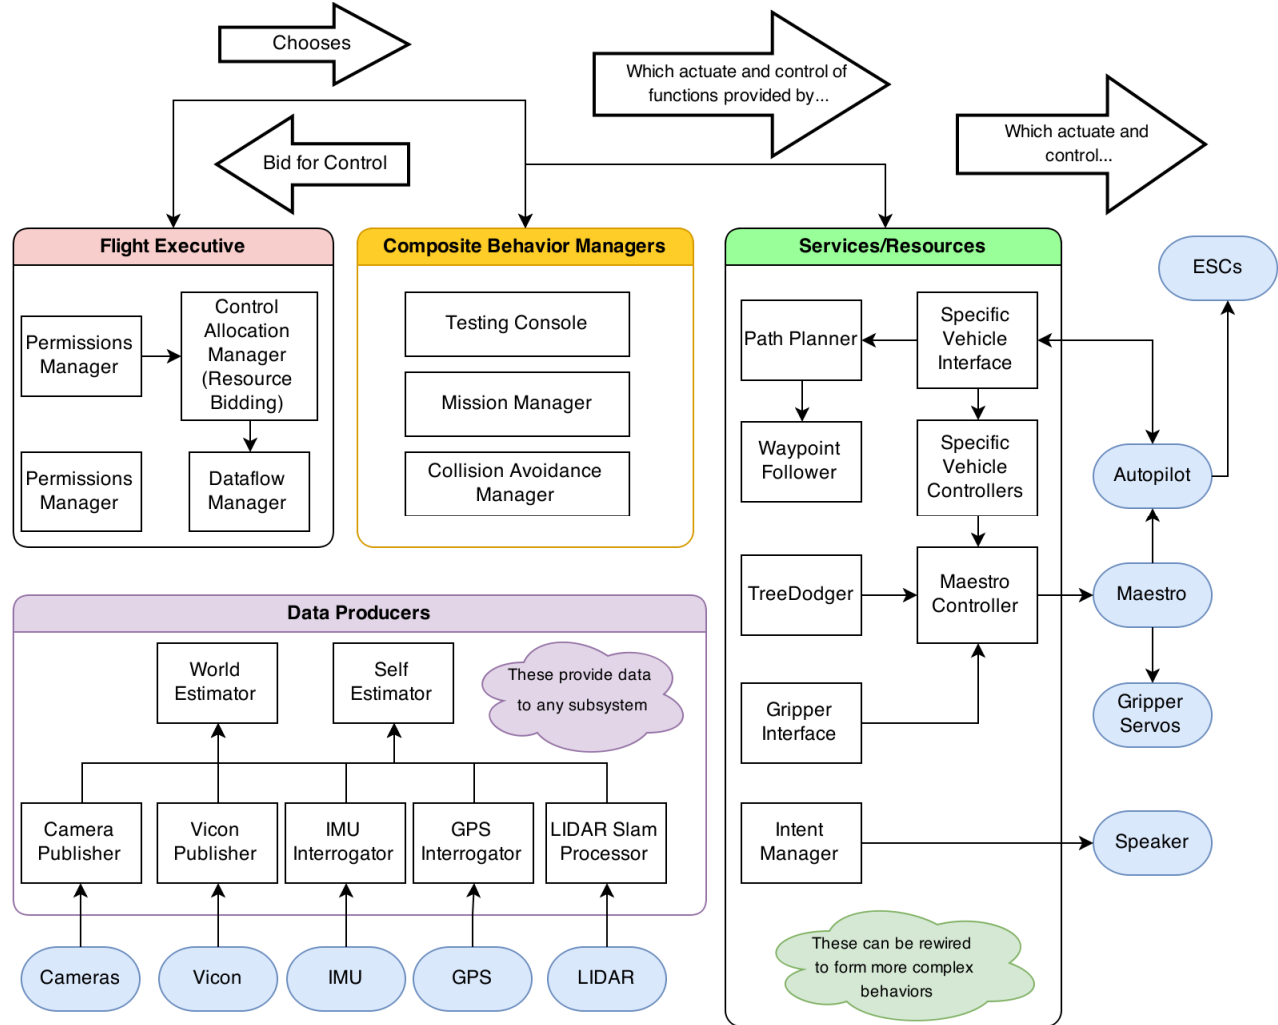 Chooses
Which actuate and control of
functions provided by...
Which actuate and
control...
Bid for Control
Flight Executive
Permissions
Manager
Control
Allocation
Manager
(Resource
Bidding)
Permissions
Manager
Dataflow
Manager
Composite Behavior Managers
Testing Console
Mission Manager
Collision Avoidance
Manager
Services/Resources
Path Planner
Specific
Vehicle
Interface
Waypoint
Follower
Specific
Vehicle
Controllers
TreeDodger
Maestro
Controller
Gripper
Interface
Intent
Manager
These can be rewired
to form more complex
behaviors
ESCs
Autopilot
Maestro
Gripper
Servos
Speaker
Data Producers
World
Estimator
Self
Estimator
These provide data
to any subsystem
Camera
Publisher
Vicon
Publisher
IMU
Interrogator
GPS
Interrogator
LIDAR Slam
Processor
Cameras
Vicon
IMU
GPS
LIDAR